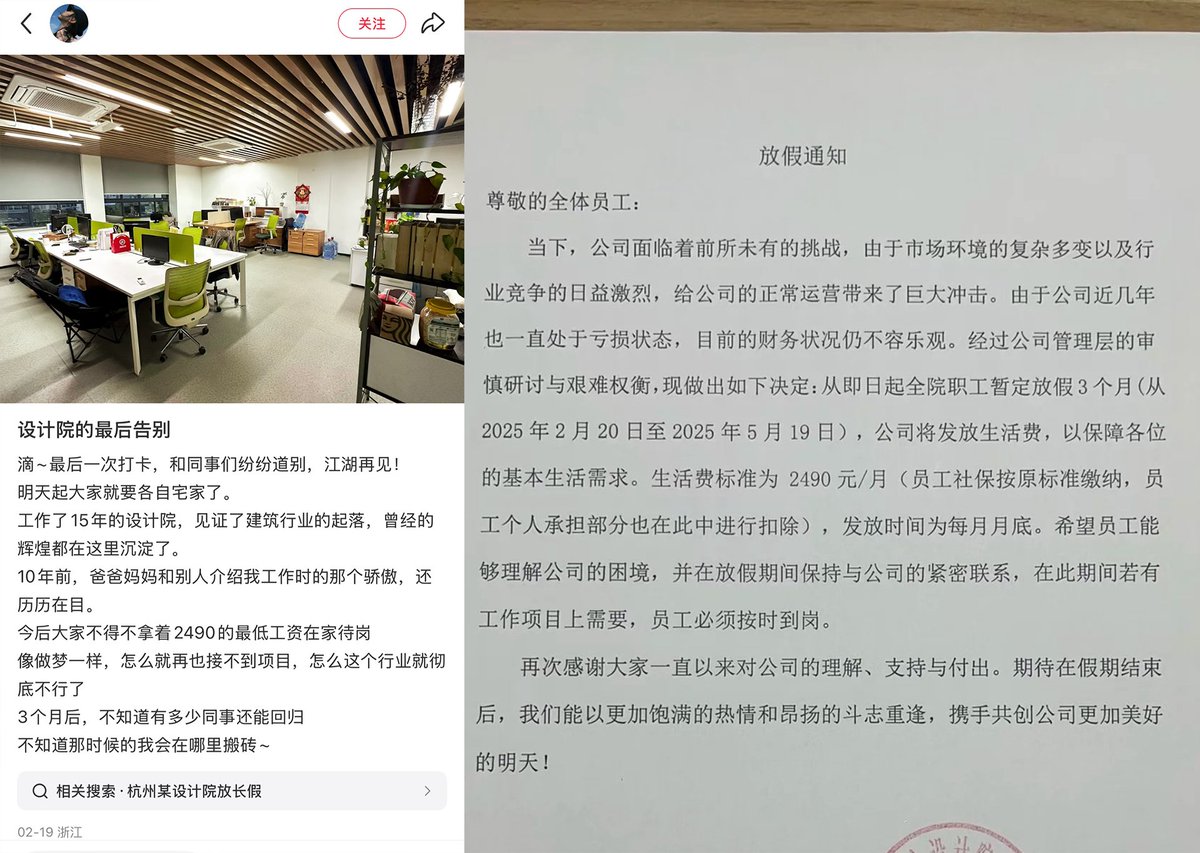 关注
设计院的最后告别
滴~最后一次打卡，和同事们纷纷道别，江湖再见！
明天起大家就要各自宅家了。
工作了15年的设计院，见证了建筑行业的起落，曾经的
辉煌都在这里沉淀了。
10年前，爸爸妈妈和别人介绍我工作时的那个骄傲，还
历历在目。
今后大家不得不拿着2490的最低工资在家待岗
像做梦一样，怎么就再也接不到项目，怎么这个行业就彻
底不行了
3个月后，不知道有多少同事还能回归
不知道那时候的我会在哪里搬砖~
相关搜索·杭州某设计院放长假
02-19 浙江
放假通知
尊敬的全体员工：
当下，公司面临着前所未有的挑战，由于市场环境的复杂多变以及行
业竞争的日益激烈，给公司的正常运营带来了巨大冲击。由于公司近几年
也一直处于亏损状态，目前的财务状况仍不容乐观。经过公司管理层的审
慎研讨与艰难权衡，现做出如下决定：从即日起全院职工暂定放假3个月（从
2025年2月20日至2025年5月19日），公司将发放生活费，以保障各位
的基本生活需求。生活费标准为 2490 元/月（员工社保按原标准缴纳，员
工个人承担部分也在此中进行扣除），发放时间为每月月底。希望员工能
够理解公司的困境，并在放假期间保持与公司的紧密联系，在此期间若有
工作项目上需要，员工必须按时到岗。
再次感谢大家一直以来对公司的理解、支持与付出。期待在假期结束
后，我们能以更加饱满的热情和昂扬的斗志重逢，携手共创公司更加美好
的明天！
设计院